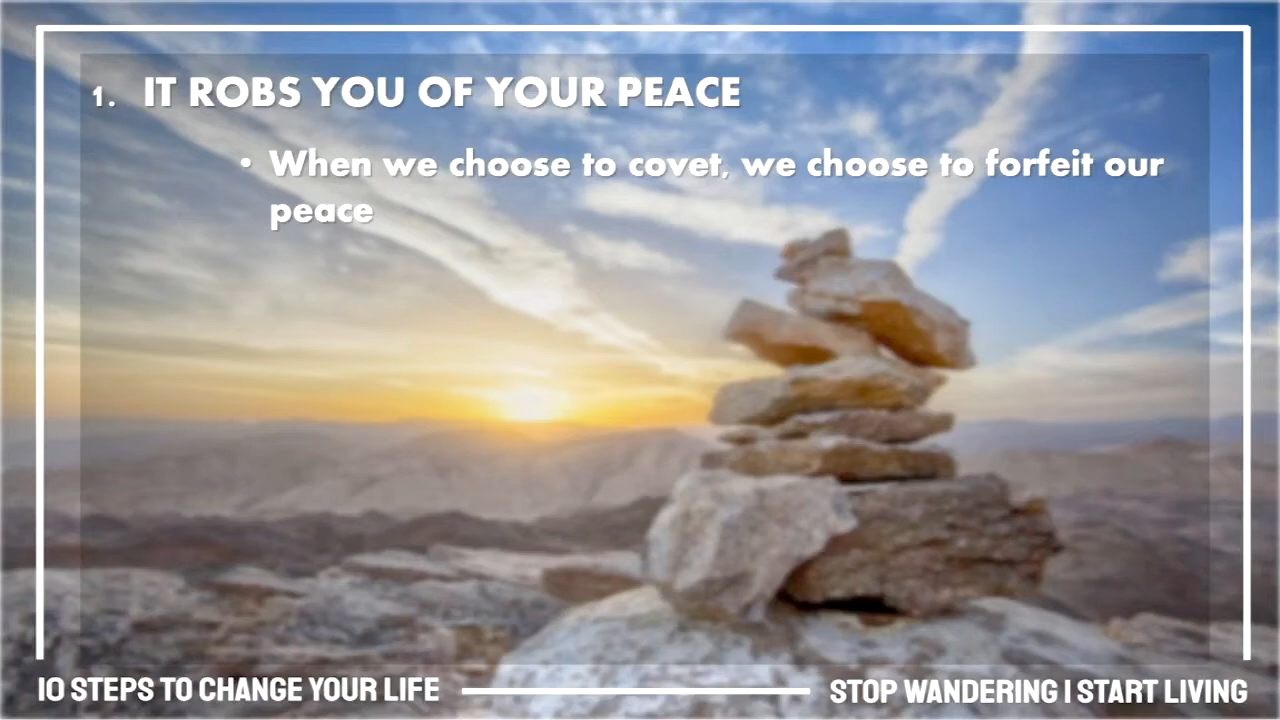 1. IT ROBS YOU OF YOUR PEACE
• When we choose to covet, we choose to forfeit our
peace
10 STEPS TO CHANGE YOUR LIFE
STOP WANDERING | START LIVING